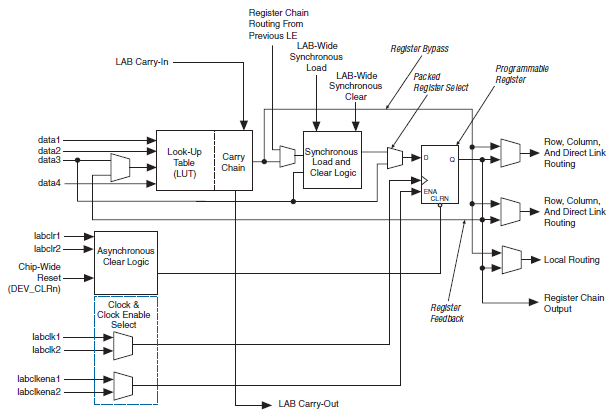 Register Chain
Routing From
Previous LE
LAB-Wide
Synchronous
Load
LAB-Wide
Synchronous
Clear
Register Bypass
Packed
Register Select
Programmable
Register
LAB Carry-In
data1
data2
data3
data4
Look-Up
Table
(LUT)
Carry
Chain
Synchronous
Load and
Clear Logic
D
Q
ENA
CLRN
Row, Column,
And Direct Link
Routing
Row, Column,
And Direct Link
Routing
Local Routing
Register Chain
Output
labclr1
labclr2
Chip-Wide
Reset
(DEV_CLRn)
Asynchronous
Clear Logic
Clock &
Clock Enable
Select
labclk1
labclk2
labclkena1
labclkena2
Register
Feedback
LAB Carry-Out